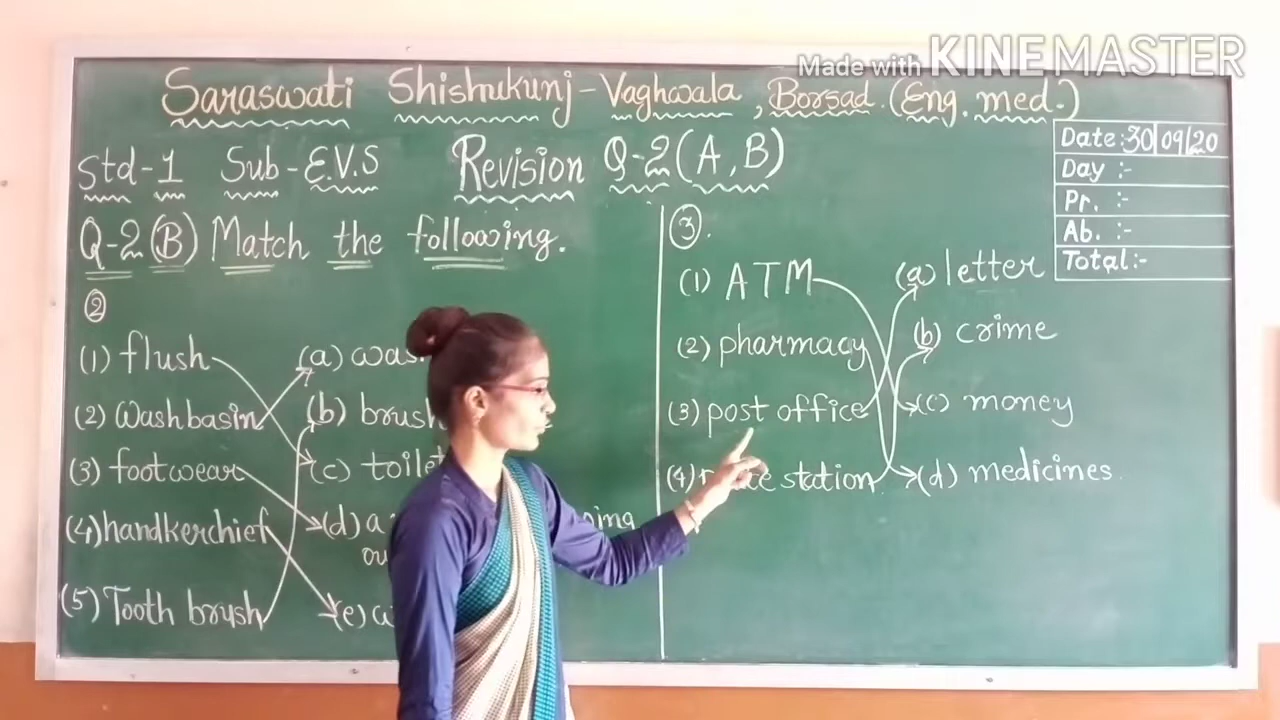 Made with KINEMASTER
Saraswati Shishukunj-Vaghwala, Borsad. (Eng. med.)
Date:30|09|20
Day :-
Pr. :-
Ab. :-
Total:-
Std-1 Sub-E.V.S Revision Q-2(A,B)
Q-2(B) Match the following.
2
(1) flush
(2) Washbasin
(3) footwear
(4)handkerchief
(5) Tooth brush
(a)
(b) brush
(c)
(d) a
(e)
3.
(1) ATM
(2) pharmacy
(3) post office
(4) station
(a) letter
(b) crime
(c) money
(d) medicines